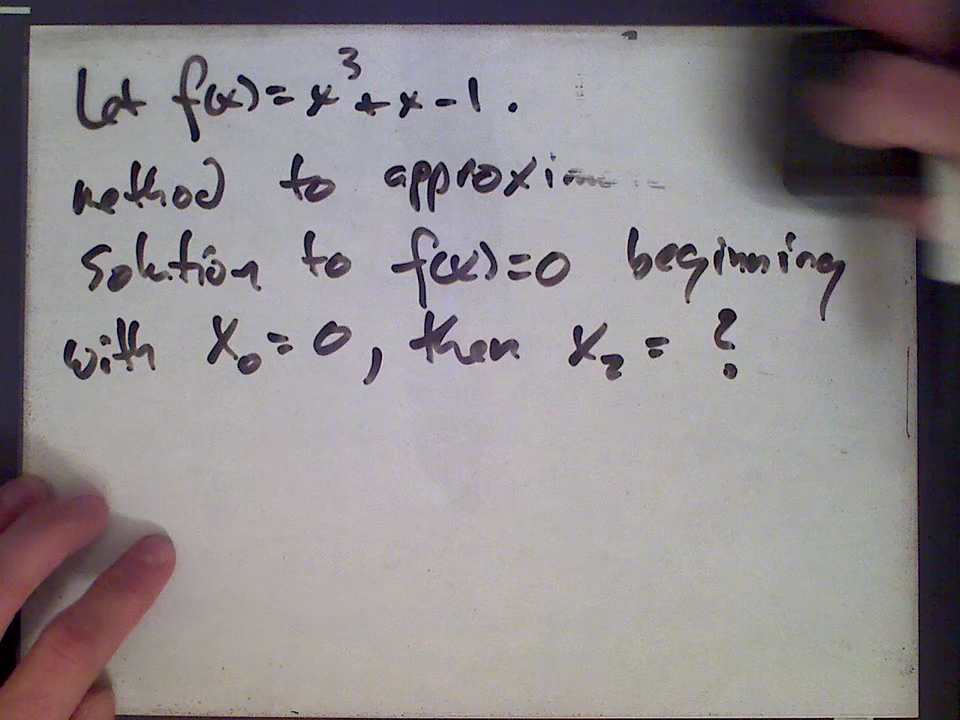 Let f(x) = x³ + x - 1 .
method to
solution to f(x) = 0 beginning
with x₀ = 0 , then x₂ = ?